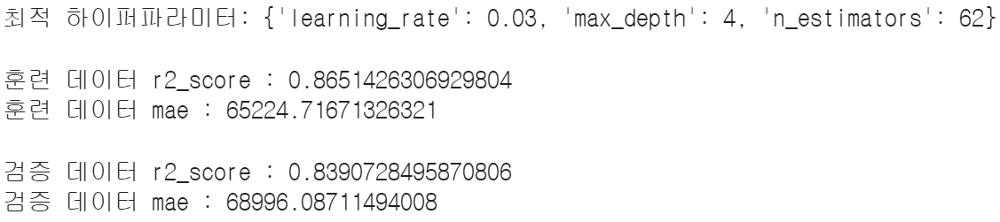 최적 하이퍼파라미터: {'learning_rate': 0.03, 'max_depth': 4, 'n_estimators': 62}
훈련 데이터 r2_score : 0.8651426306929804
훈련 데이터 mae : 65224.71671326321
검증 데이터 r2_score : 0.8390728495870806
검증 데이터 mae : 68996.08711494008